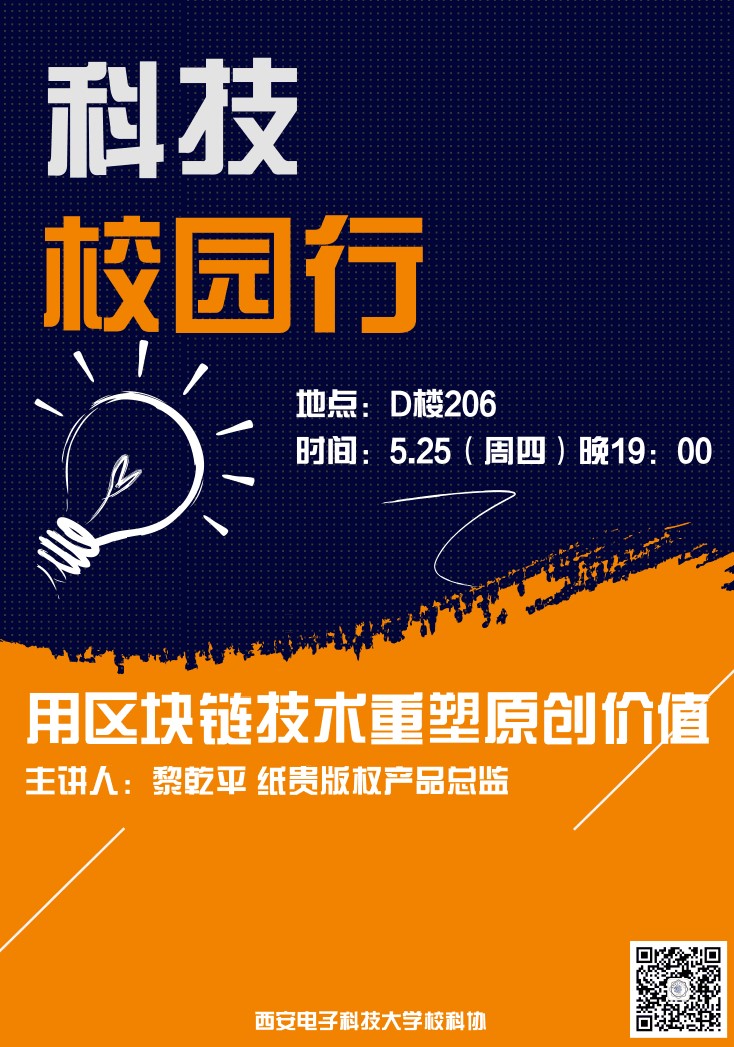 科技
校园行
地点：D楼206
时间：5.25（周四）晚19：00
用区块链技术重塑原创价值
主讲人：黎乾平 纸贵版权产品总监
西安电子科技大学校科协